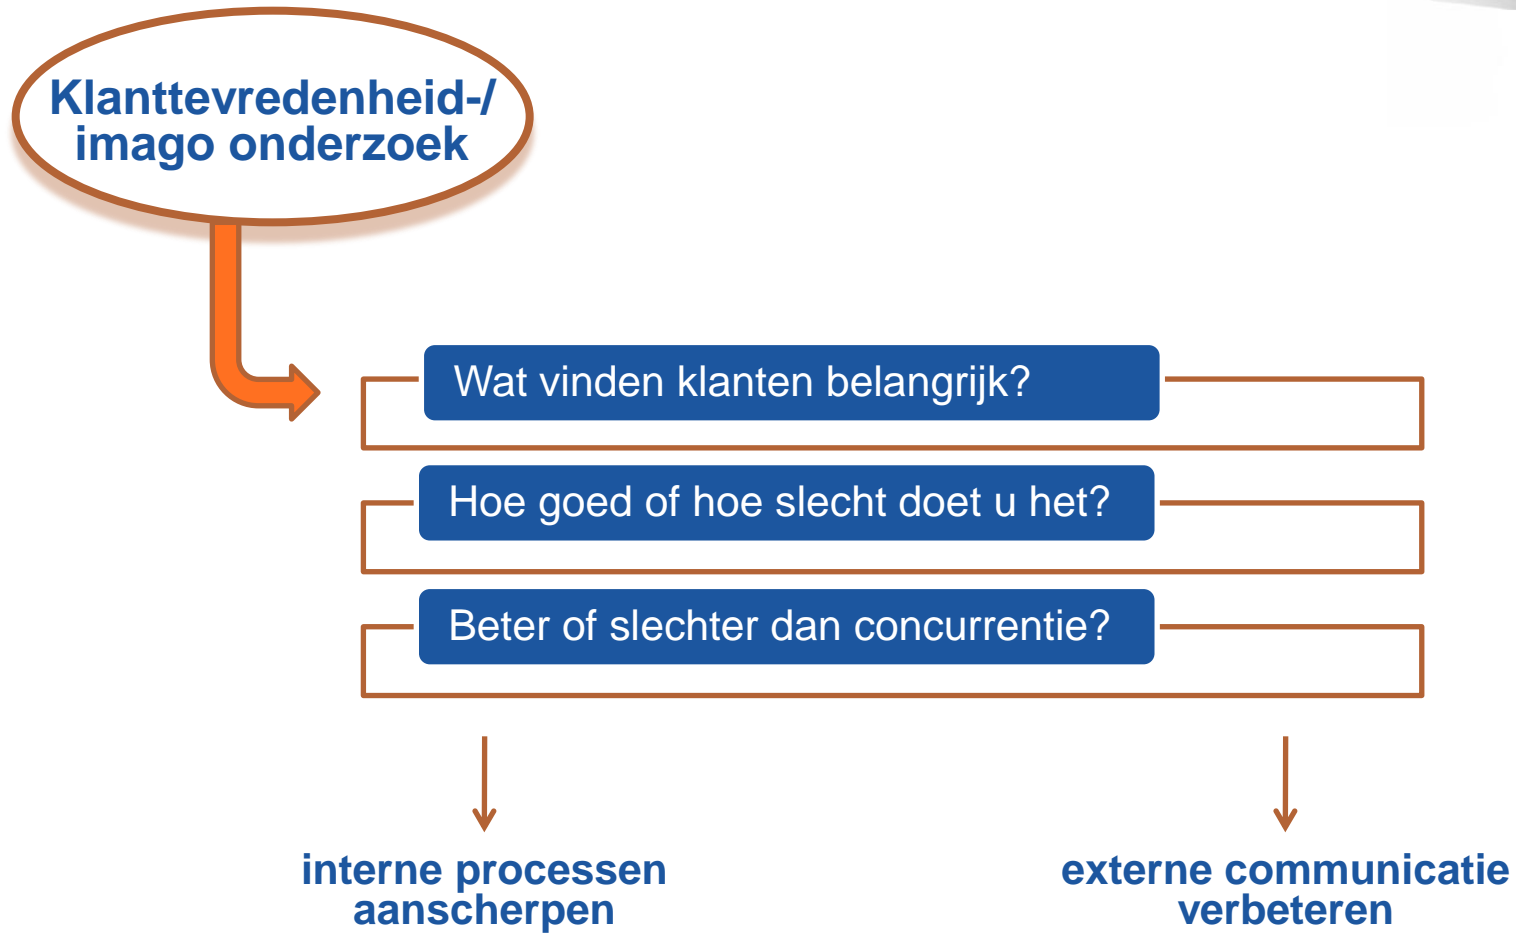 Klanttevredenheid-/
imago onderzoek
Wat vinden klanten belangrijk?
Hoe goed of hoe slecht doet u het?
Beter of slechter dan concurrentie?
interne processen
aanscherpen
externe communicatie
verbeteren